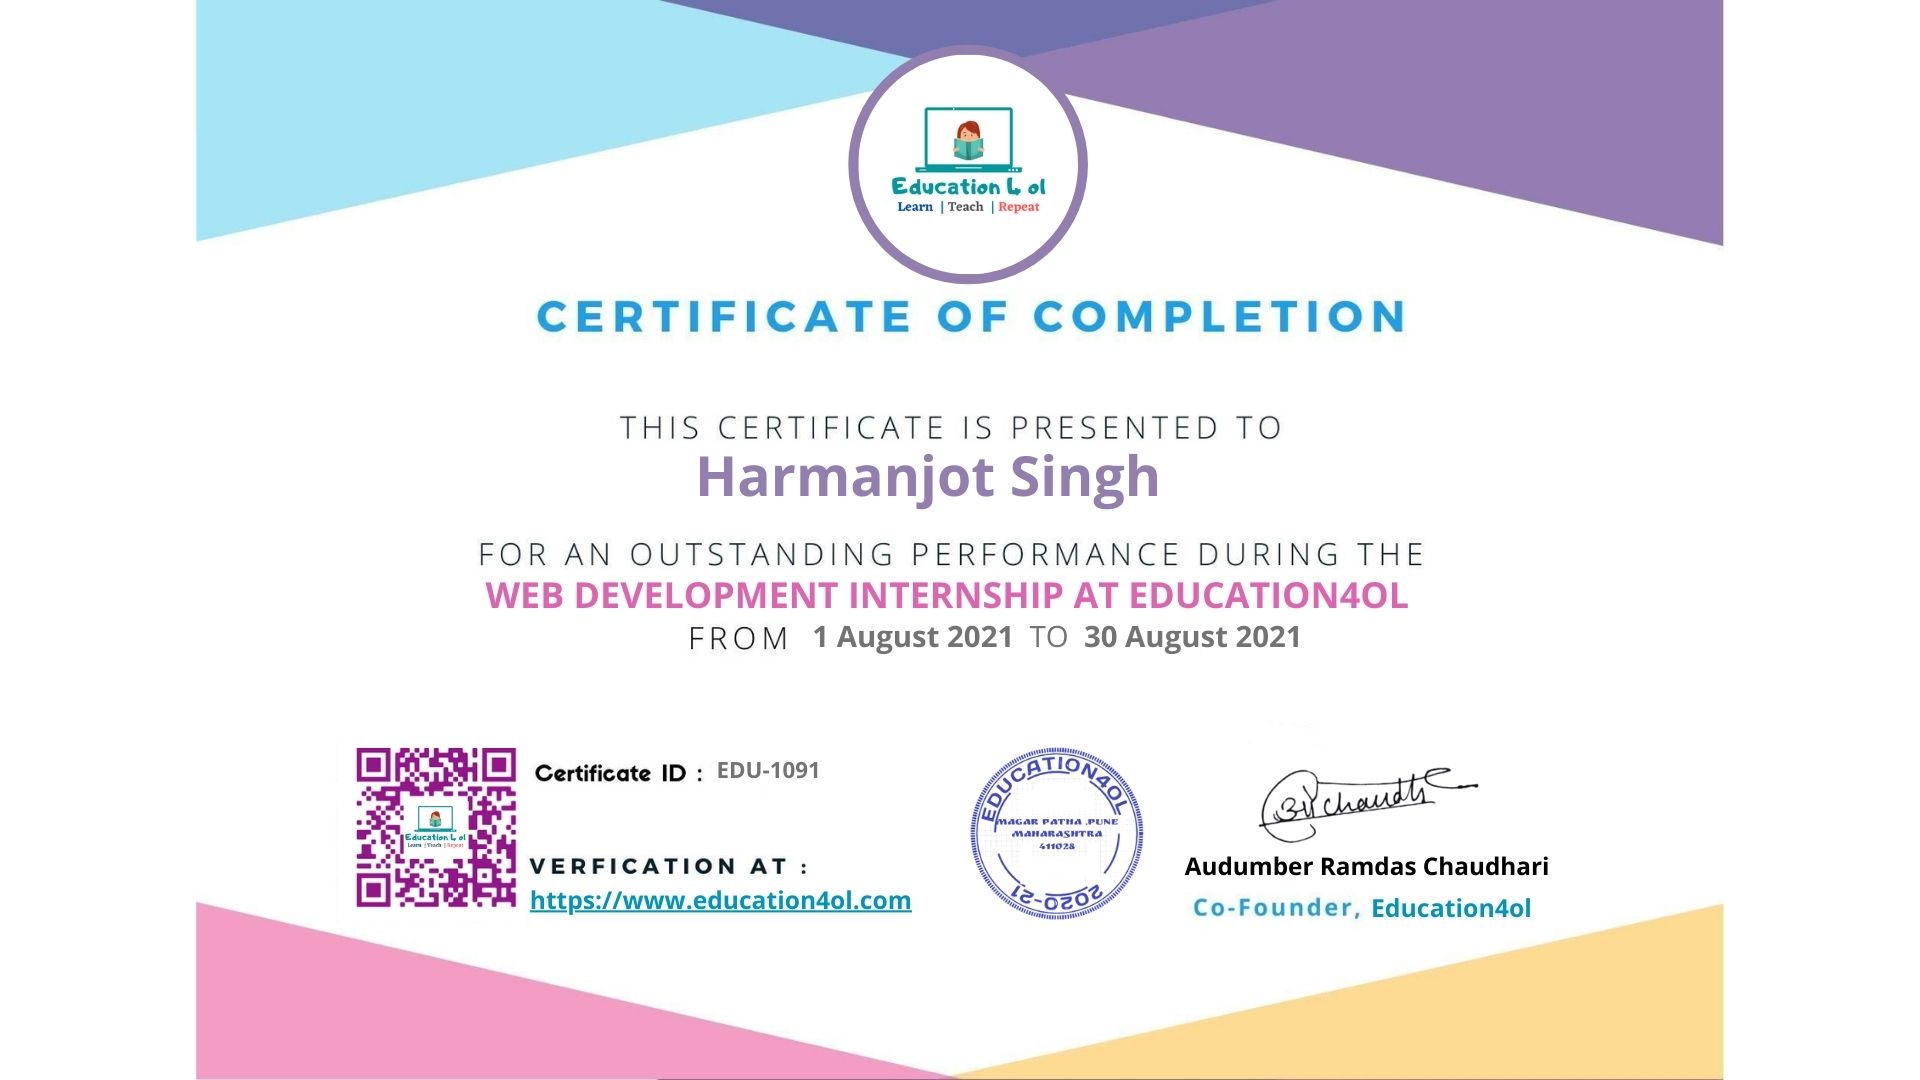 Education 4 ol
Learn | Teach | Repeat
CERTIFICATE OF COMPLETION
THIS CERTIFICATE IS PRESENTED TO
Harmanjot Singh
FOR AN OUTSTANDING PERFORMANCE DURING THE
WEB DEVELOPMENT INTERNSHIP AT EDUCATION4OL
FROM 1 August 2021 TO 30 August 2021
Certificate ID : EDU-1091
Education 4 ol
Learn | Teach | Repeat
VERFICATION AT :
https://www.education4ol.com
EDUCATION4OL
MAGAR PATHA ,PUNE
MAHARASHTRA
411028
2020-21
Chaudhari
Audumber Ramdas Chaudhari
Co-Founder, Education4ol